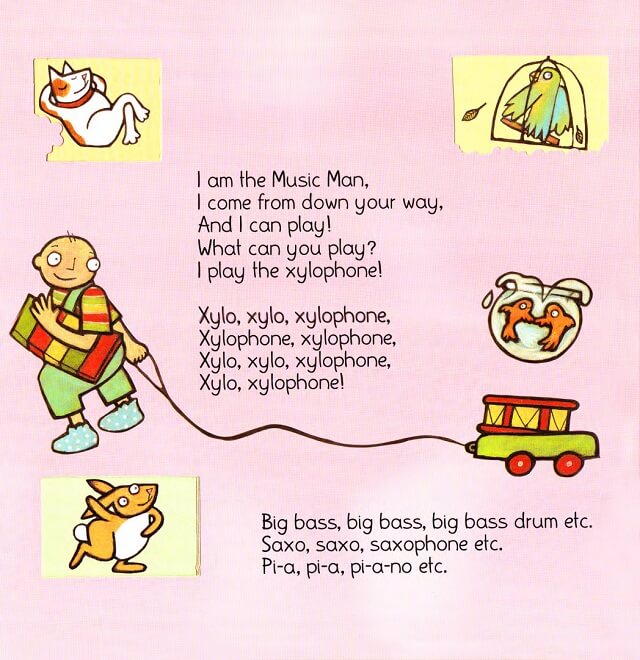 I am the Music Man,
I come from down your way,
And I can play!
What can you play?
I play the xylophone!
Xylo, xylo, xylophone,
Xylophone, xylophone,
Xylo, xylo, xylophone,
Xylo, xylophone!
Big bass, big bass, big bass drum etc.
Saxo, saxo, saxophone etc.
Pi-a, pi-a, pi-a-no etc.